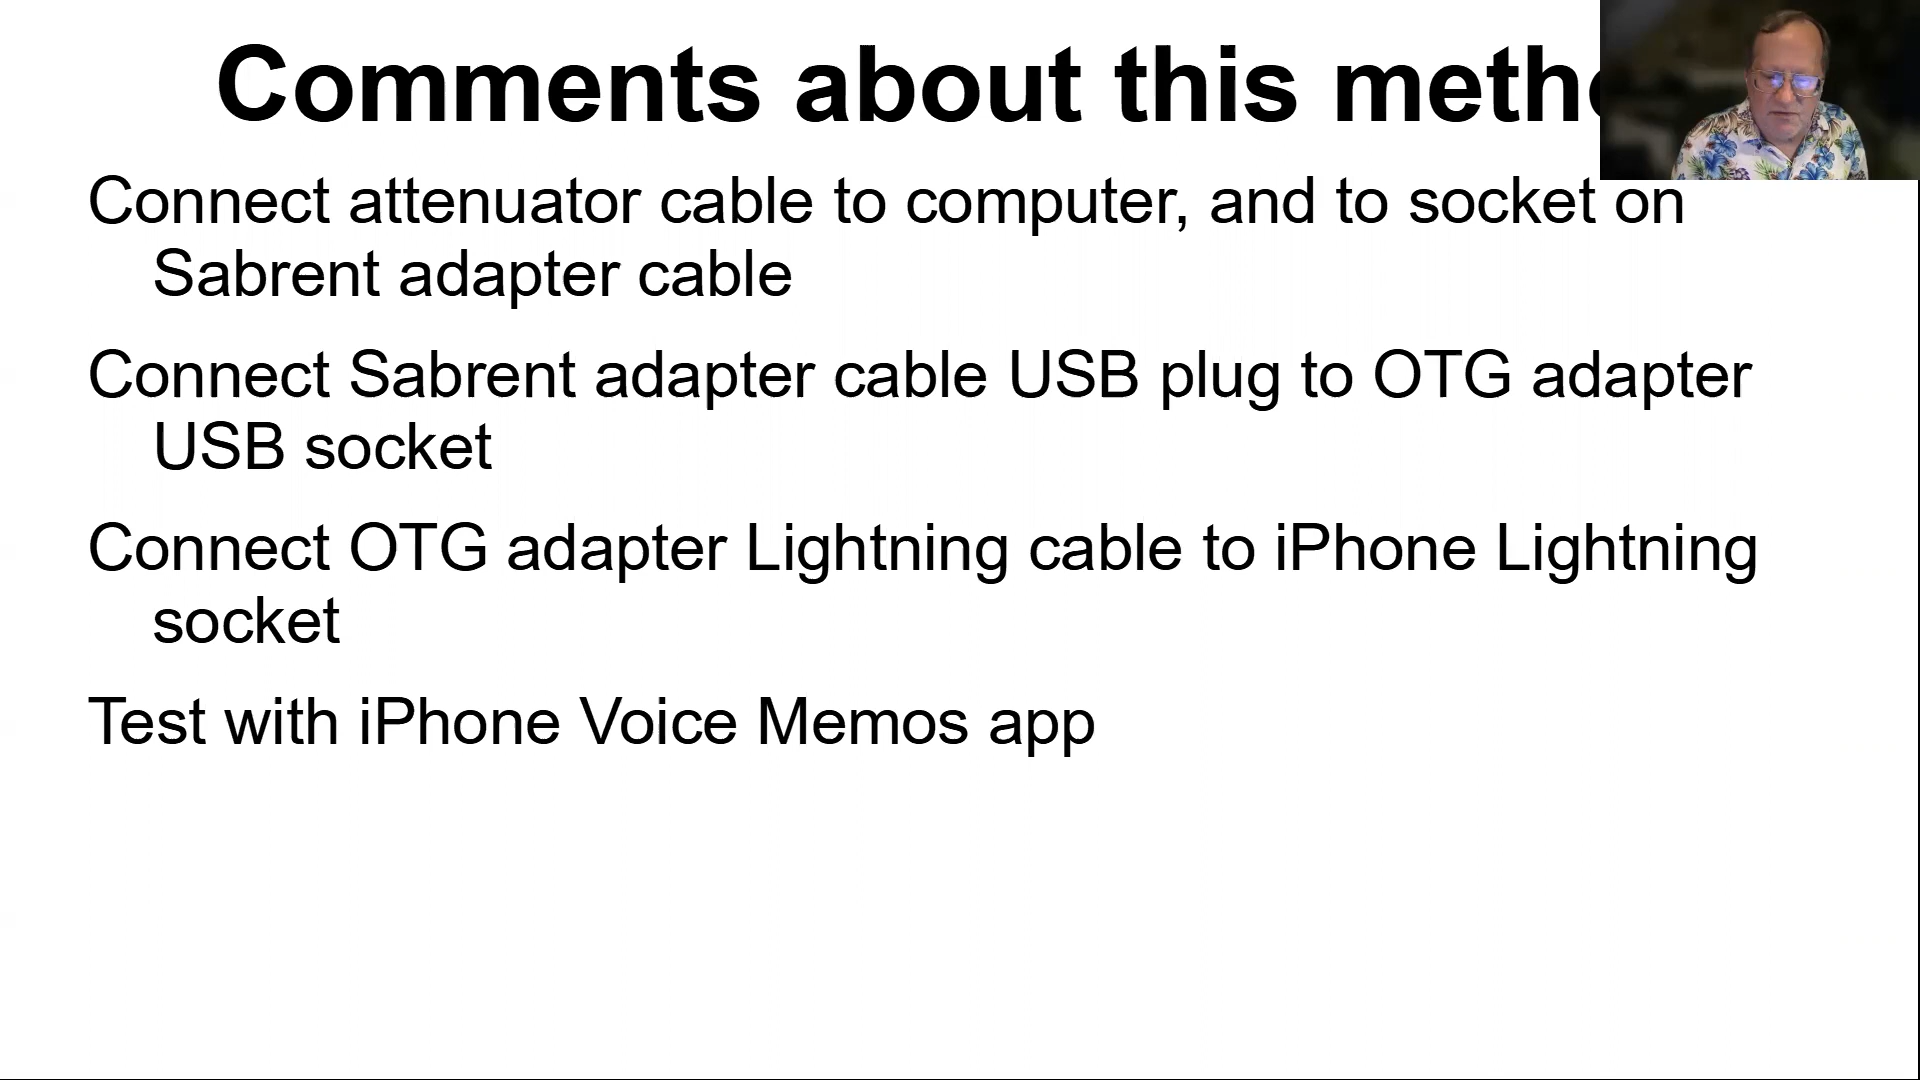 Comments about this
Connect attenuator cable to computer, and to socket on
Sabrent adapter cable
Connect Sabrent adapter cable USB plug to OTG adapter
USB socket
Connect OTG adapter Lightning cable to iPhone Lightning
socket
Test with iPhone Voice Memos app